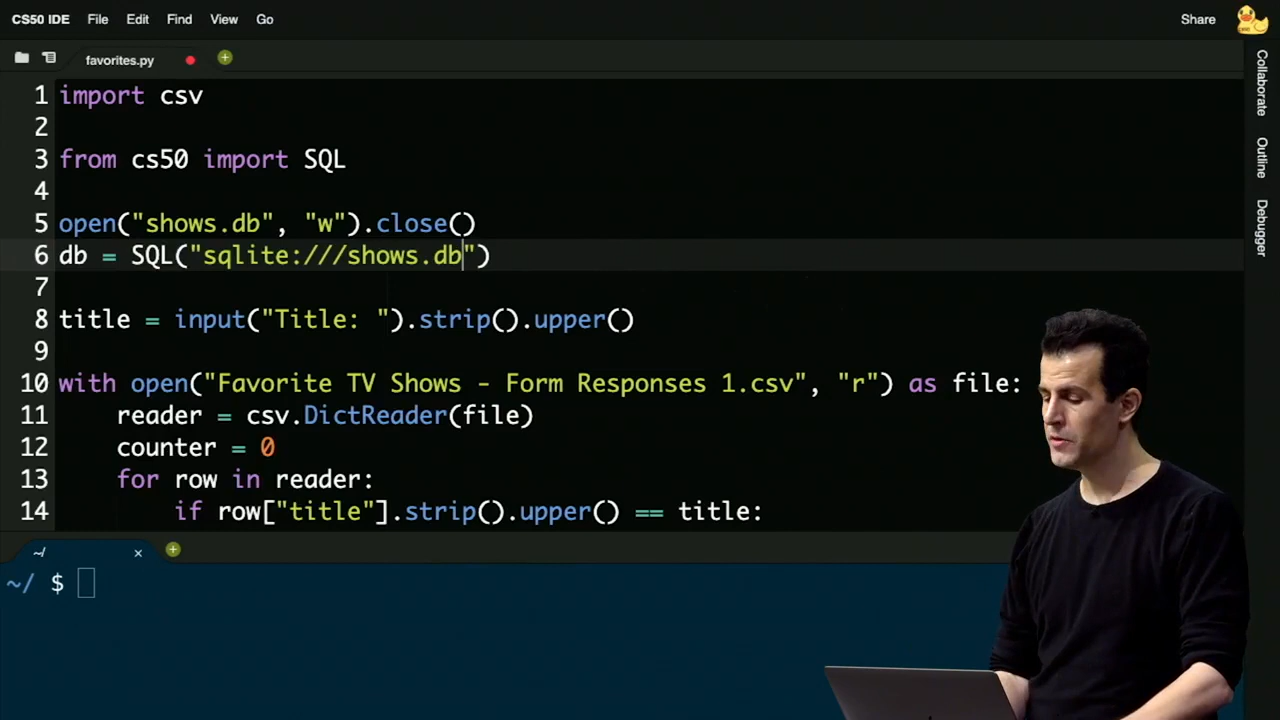 CS50 IDE File Edit Find View Go Share
favorites.py
1 import csv
2
3 from cs50 import SQL
4
5 open("shows.db", "w").close()
6 db = SQL("sqlite:///shows.db")
7
8 title = input("Title: ").strip().upper()
9
10 with open("Favorite TV Shows - Form Responses 1.csv", "r") as file:
11     reader = csv.DictReader(file)
12     counter = 0
13     for row in reader:
14         if row["title"].strip().upper() == title:
~/
~/ $
Collaborate
Outline
Debugger